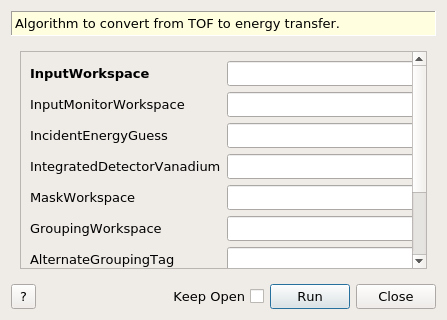 Algorithm to convert from TOF to energy transfer.
InputWorkspace
InputMonitorWorkspace
IncidentEnergyGuess
IntegratedDetectorVanadium
MaskWorkspace
GroupingWorkspace
AlternateGroupingTag
? Keep Open Run Close